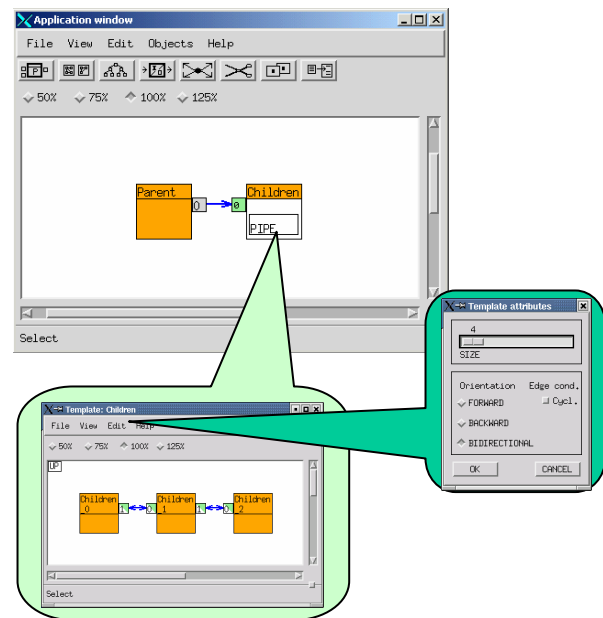 Application window
File View Edit Objects Help
50% 75% 100% 125%
Parent Children
0 0
PIPE
Select
Template attributes
4
SIZE
Orientation Edge cond.
FORWARD Cycl.
BACKWARD
BIDIRECTIONAL
OK CANCEL
Template: Children
File View Edit Help
50% 75% 100% 125%
UP
Children Children Children
_0 1 0 _1 1 0 _2
Select